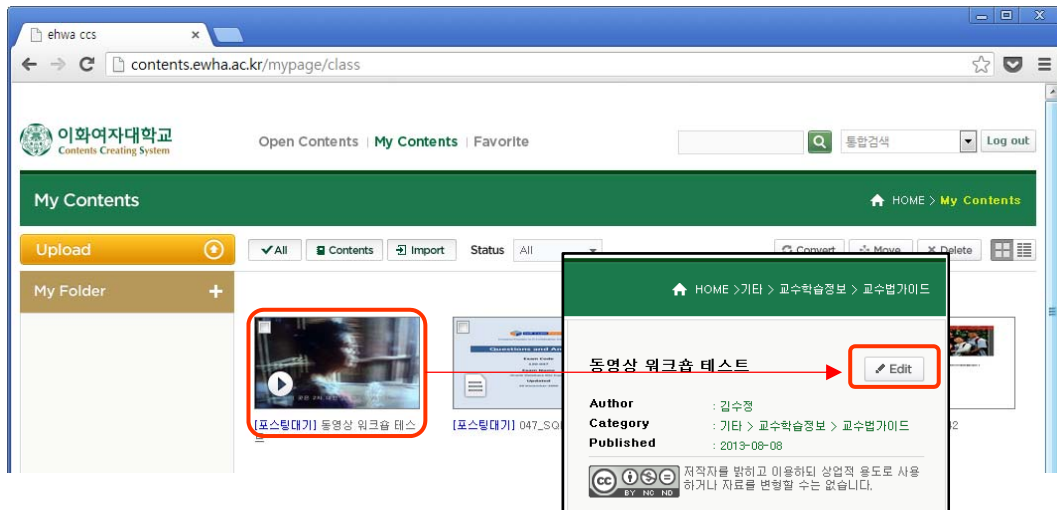 ehwa ccs
contents.ewha.ac.kr/mypage/class
이화여자대학교
Contents Creating System
Open Contents | My Contents | Favorite
통합검색
Log out
My Contents
HOME > My Contents
Upload
All
Contents
Import
Status
All
Convert
Move
Delete
My Folder
Questions and An
[포스팅대기] 동영상 워크숍 테스트
[포스팅대기] 047_SQ
HOME >기타 > 교수학습정보 > 교수법가이드
동영상 워크숍 테스트
Edit
Author : 김수정
Category : 기타 > 교수학습정보 > 교수법가이드
Published : 2013-08-08
cc
BY NC ND
저작자를 밝히고 이용하되 상업적 용도로 사용
하거나 자료를 변형할 수는 없습니다.